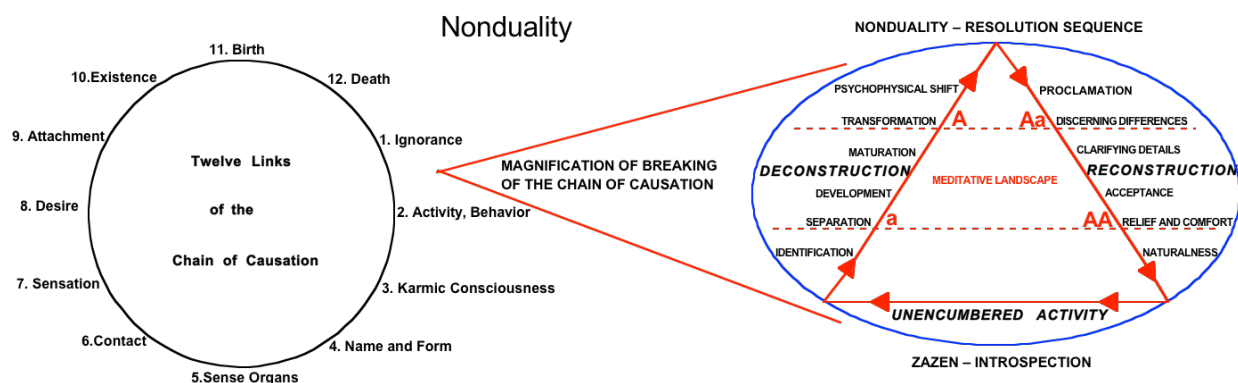 Nonduality
11. Birth
10.Existence
12. Death
9. Attachment
1. Ignorance
Twelve Links
of the
Chain of Causation
8. Desire
2. Activity, Behavior
7. Sensation
3. Karmic Consciousness
6.Contact
4. Name and Form
5.Sense Organs
MAGNIFICATION OF BREAKING
OF THE CHAIN OF CAUSATION
NONDUALITY – RESOLUTION SEQUENCE
PSYCHOPHYSICAL SHIFT
PROCLAMATION
TRANSFORMATION
A
Aa
DISCERNING DIFFERENCES
MATURATION
CLARIFYING DETAILS
DECONSTRUCTION
MEDITATIVE LANDSCAPE
RECONSTRUCTION
DEVELOPMENT
ACCEPTANCE
SEPARATION
a
AA
RELIEF AND COMFORT
IDENTIFICATION
NATURALNESS
UNENCUMBERED ACTIVITY
ZAZEN – INTROSPECTION